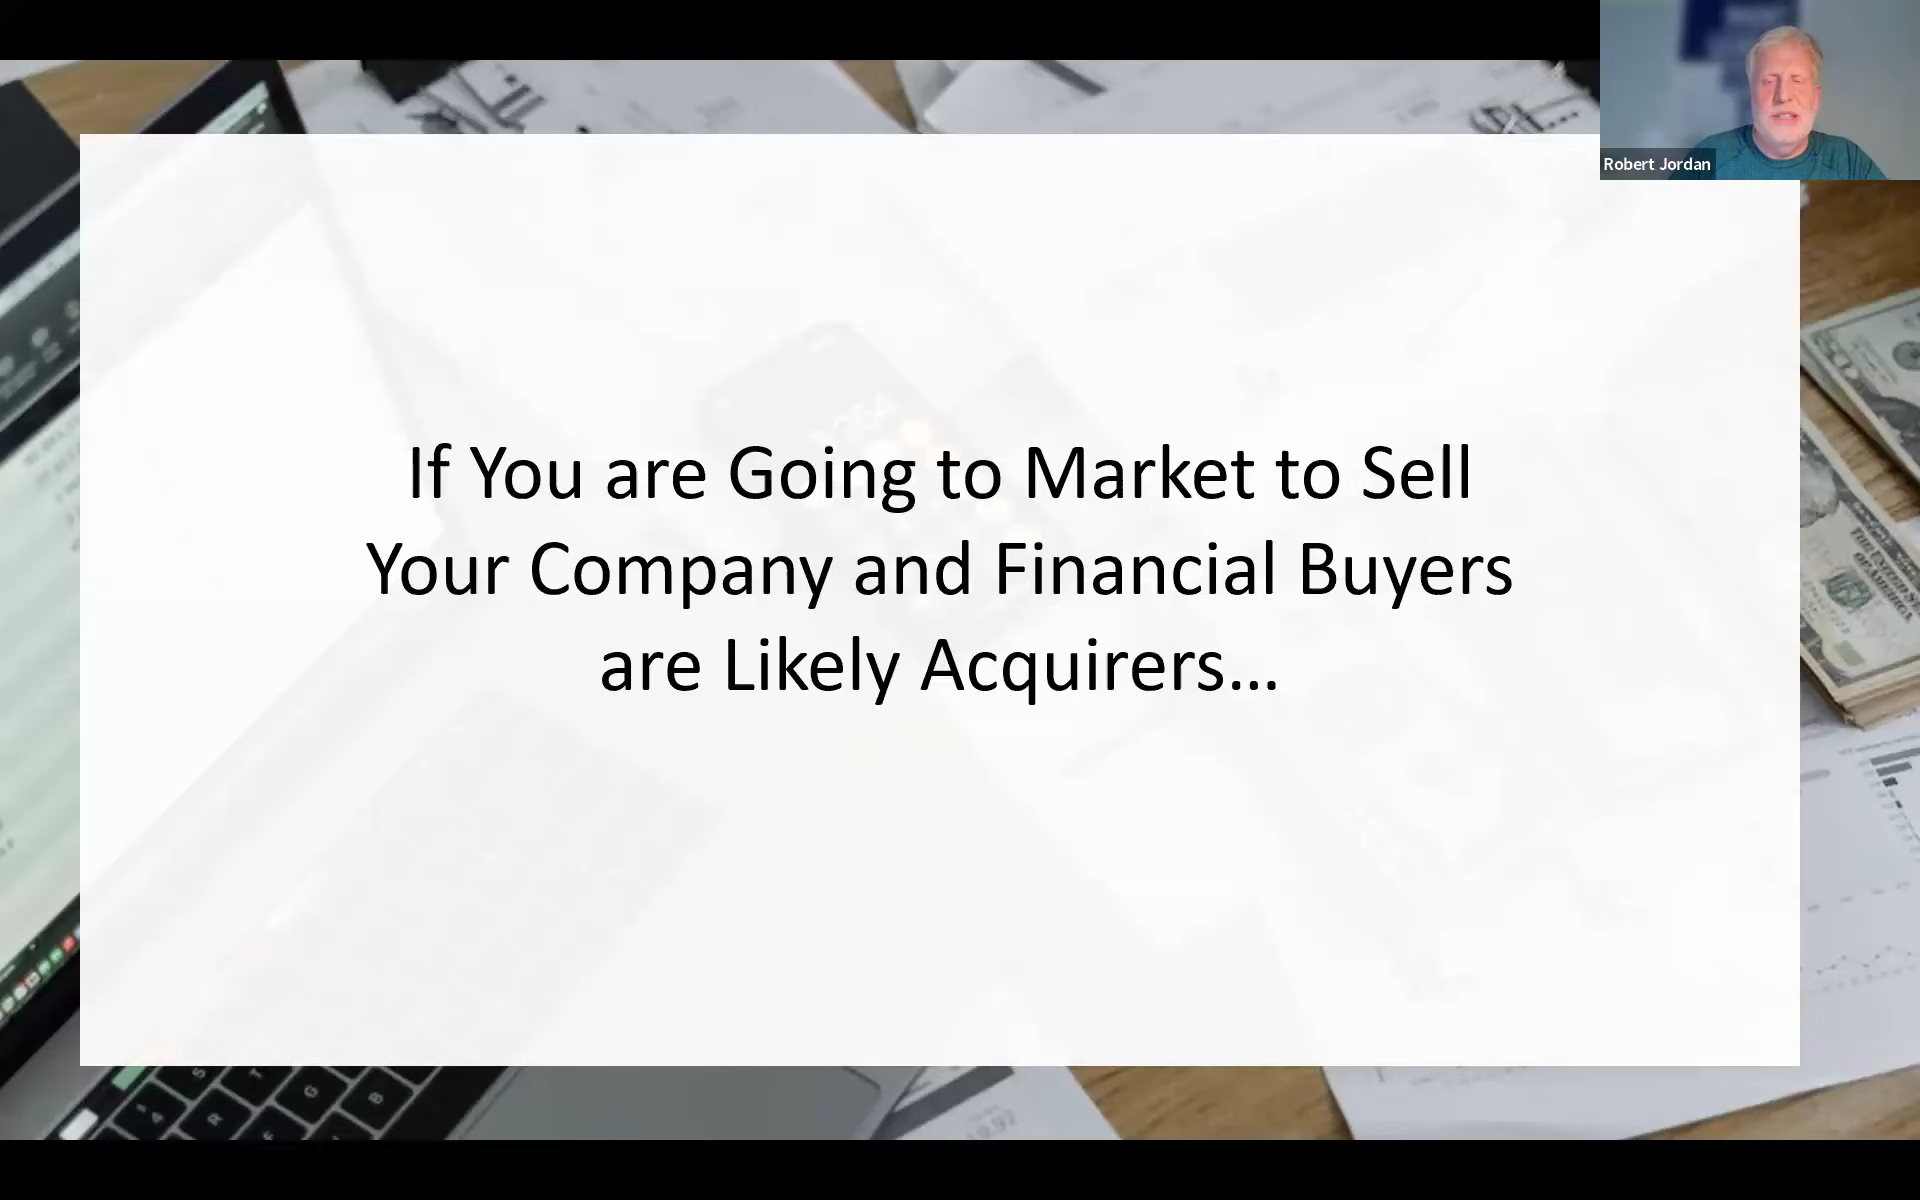 Robert Jordan
If You are Going to Market to Sell
Your Company and Financial Buyers
are Likely Acquirers...